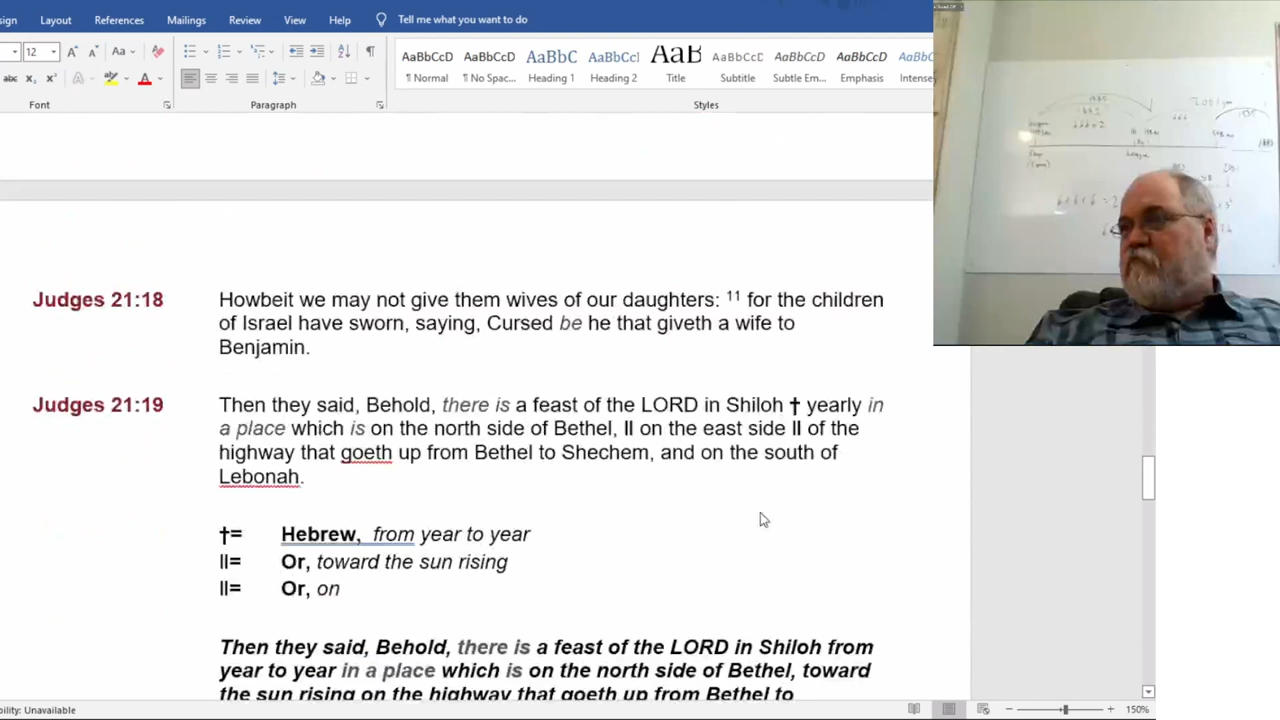 sign Layout References Mailings Review View Help Tell me what you want to do
12 Aa
abc
AaBbCcD AaBbCcD AaBbC AaBbCcI AaB AaBbCcD AaBbCcD AaBbCcD
¶ Normal ¶ No Spac... Heading 1 Heading 2 Title Subtitle Subtle Em... Emphasis Intense
Font Paragraph Styles
Judges 21:18 Howbeit we may not give them wives of our daughters: 11 for the children
of Israel have sworn, saying, Cursed be he that giveth a wife to
Benjamin.
Judges 21:19 Then they said, Behold, there is a feast of the LORD in Shiloh † yearly in
a place which is on the north side of Bethel, ǁ on the east side ǁ of the
highway that goeth up from Bethel to Shechem, and on the south of
Lebonah.
†= Hebrew, from year to year
ǁ= Or, toward the sun rising
ǁ= Or, on
Then they said, Behold, there is a feast of the LORD in Shiloh from
year to year in a place which is on the north side of Bethel, toward
the sun rising on the highway that goeth up from Bethel to
bility: Unavailable 150%